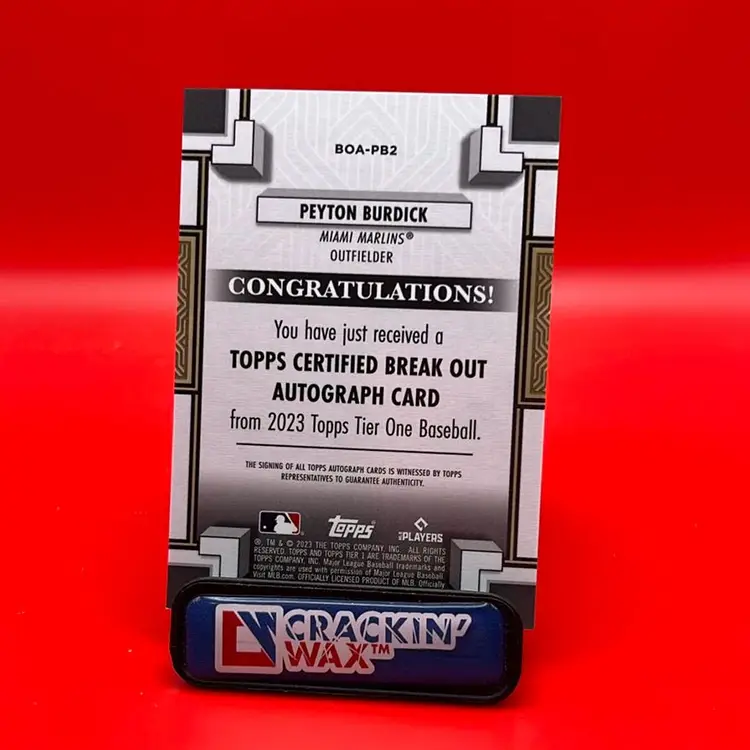 BOA-PB2
PEYTON BURDICK
MIAMI MARLINS®
OUTFIELDER
CONGRATULATIONS!
You have just received a
TOPPS CERTIFIED BREAK OUT
AUTOGRAPH CARD
from 2023 Topps Tier One Baseball.
THE SIGNING OF ALL TOPPS AUTOGRAPH CARDS IS WITNESSED BY TOPPS
REPRESENTATIVES TO GUARANTEE AUTHENTICITY.
topps PLAYERS
®, TM & © 2023 THE TOPPS COMPANY, INC. ALL RIGHTS
RESERVED. TOPPS AND TOPPS TIER 1 ARE TRADEMARKS OF THE
TOPPS COMPANY, INC. Major League Baseball trademarks and
copyrights are used with permission of Major League Baseball.
Visit MLB.com. OFFICIALLY LICENSED PRODUCT OF MLB. Officially
CRACKIN'
WAX™